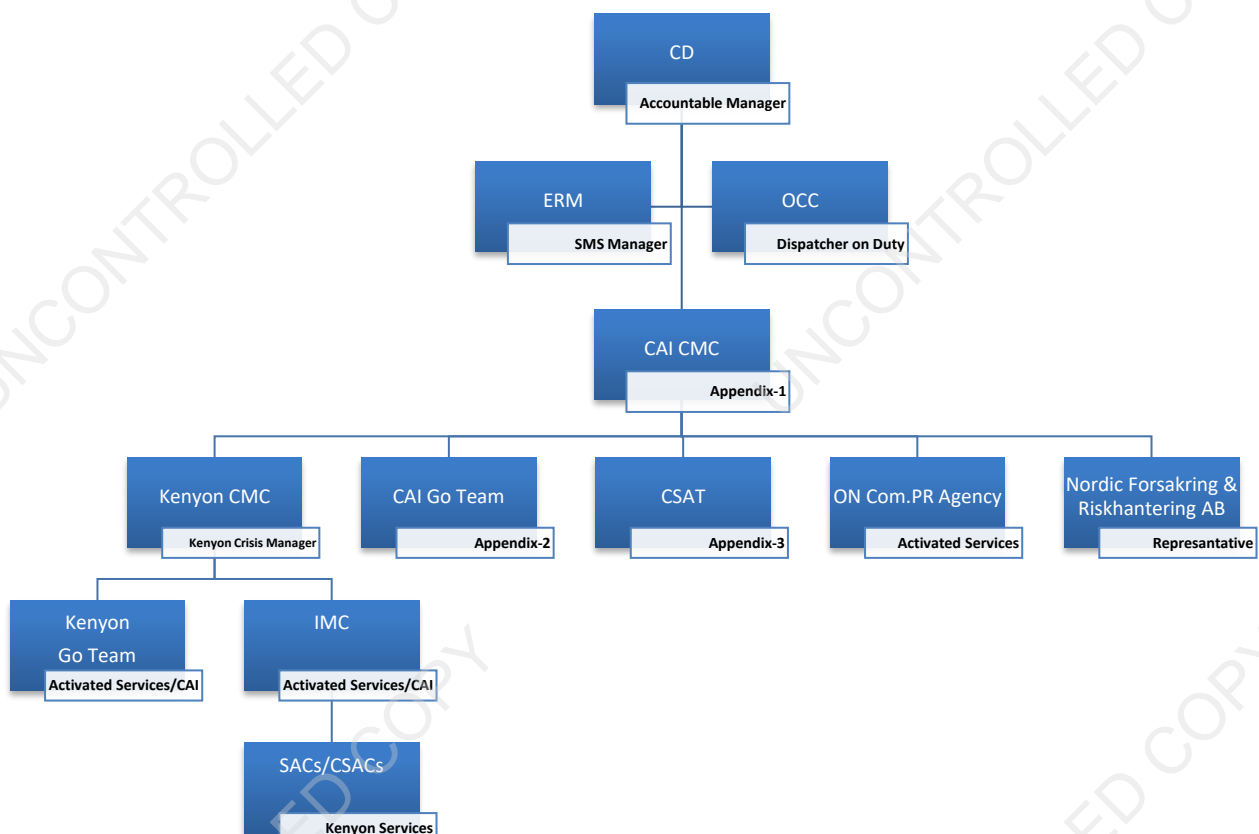 CD
Accountable Manager
ERM
SMS Manager
OCC
Dispatcher on Duty
CAI CMC
Appendix-1
Kenyon CMC
Kenyon Crisis Manager
CAI Go Team
Appendix-2
CSAT
Appendix-3
ON Com.PR Agency
Activated Services
Nordic Forsakring &
Riskhantering AB
Represantative
Kenyon
Go Team
Activated Services/CAI
IMC
Activated Services/CAI
SACs/CSACs
Kenyon Services
UNCONTROLLED
UNCONTROLLED
COPY
COPY